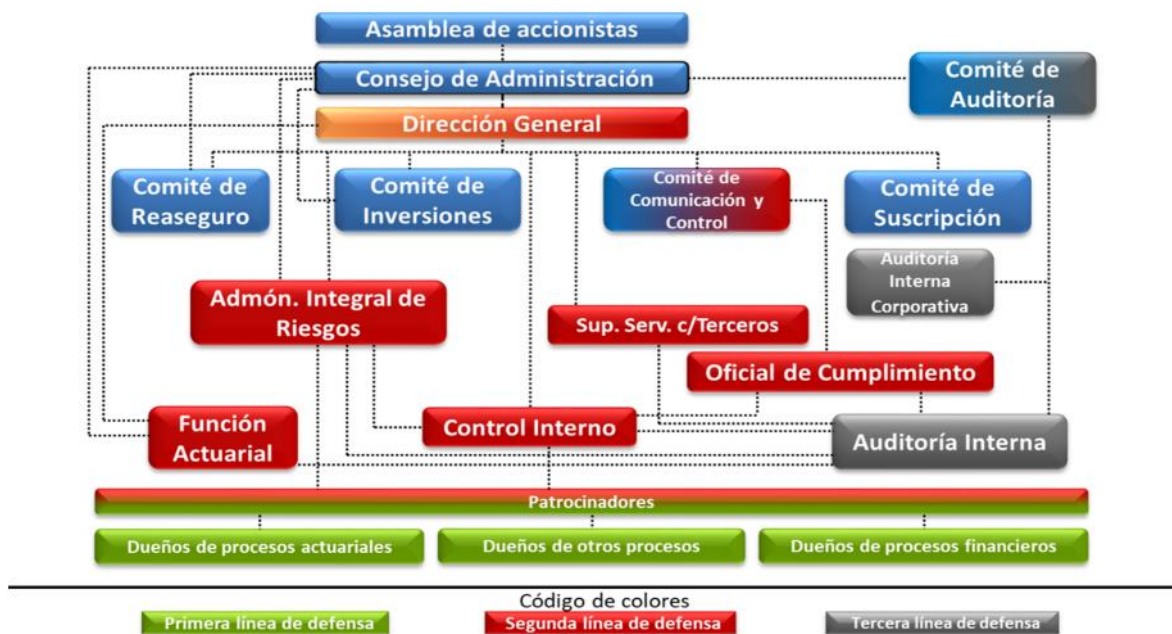 Asamblea de accionistas
Consejo de Administración
Comité de
Auditoría
Dirección General
Comité de
Reaseguro
Comité de
Inversiones
Comité de
Comunicación y
Control
Comité de
Suscripción
Auditoría
Interna
Corporativa
Admón. Integral de
Riesgos
Sup. Serv. c/Terceros
Oficial de Cumplimiento
Función
Actuarial
Control Interno
Auditoría Interna
Patrocinadores
Dueños de procesos actuariales
Dueños de otros procesos
Dueños de procesos financieros
Código de colores
Primera línea de defensa
Segunda línea de defensa
Tercera línea de defensa